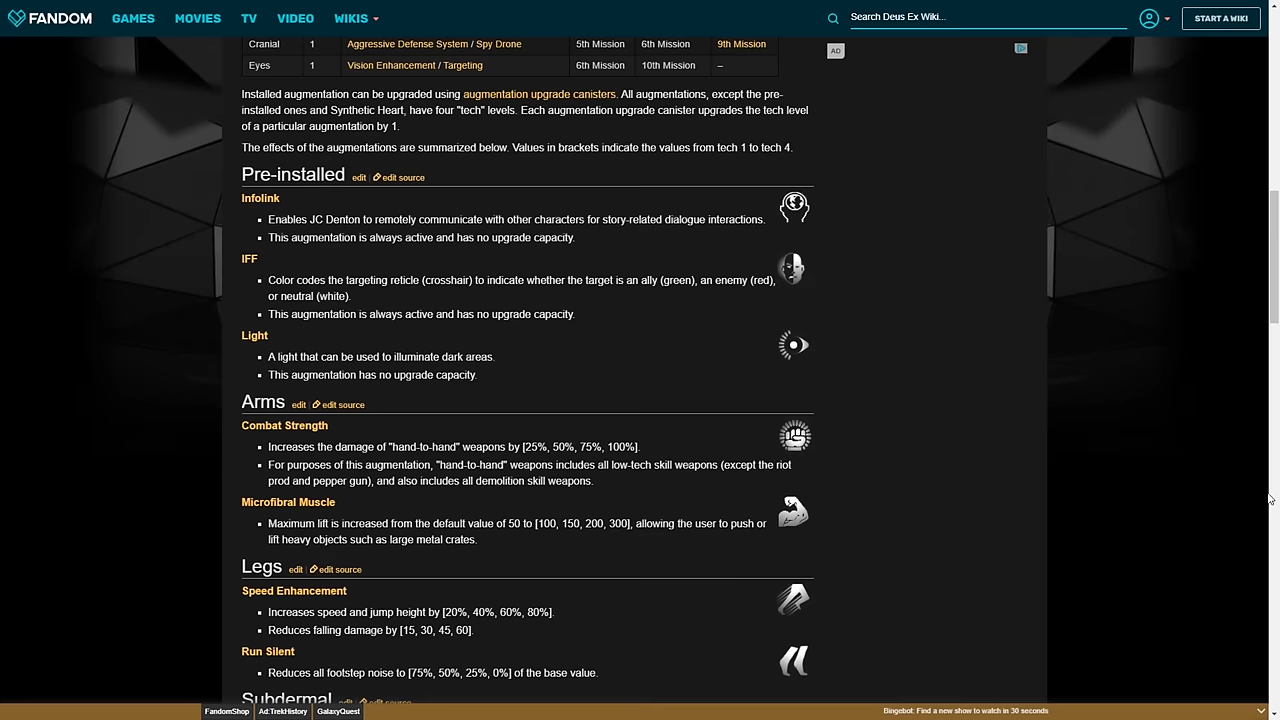 FANDOM GAMES MOVIES TV VIDEO WIKIS Search Deus Ex Wiki... START A WIKI
Cranial 1 Aggressive Defense System / Spy Drone 5th Mission 6th Mission 9th Mission
AD
Eyes 1 Vision Enhancement / Targeting 6th Mission 10th Mission –
Installed augmentation can be upgraded using augmentation upgrade canisters. All augmentations, except the pre-
installed ones and Synthetic Heart, have four "tech" levels. Each augmentation upgrade canister upgrades the tech level
of a particular augmentation by 1.
The effects of the augmentations are summarized below. Values in brackets indicate the values from tech 1 to tech 4.
Pre-installed edit edit source
Infolink
Enables JC Denton to remotely communicate with other characters for story-related dialogue interactions.
This augmentation is always active and has no upgrade capacity.
IFF
Color codes the targeting reticle (crosshair) to indicate whether the target is an ally (green), an enemy (red),
or neutral (white).
This augmentation is always active and has no upgrade capacity.
Light
A light that can be used to illuminate dark areas.
This augmentation has no upgrade capacity.
Arms edit edit source
Combat Strength
Increases the damage of "hand-to-hand" weapons by [25%, 50%, 75%, 100%].
For purposes of this augmentation, "hand-to-hand" weapons includes all low-tech skill weapons (except the riot
prod and pepper gun), and also includes all demolition skill weapons.
Microfibral Muscle
Maximum lift is increased from the default value of 50 to [100, 150, 200, 300], allowing the user to push or
lift heavy objects such as large metal crates.
Legs edit edit source
Speed Enhancement
Increases speed and jump height by [20%, 40%, 60%, 80%].
Reduces falling damage by [15, 30, 45, 60].
Run Silent
Reduces all footstep noise to [75%, 50%, 25%, 0%] of the base value.
Subdermal edit edit source
FandomShop Ad:TrekHistory GalaxyQuest Bingebot: Find a new show to watch in 30 seconds